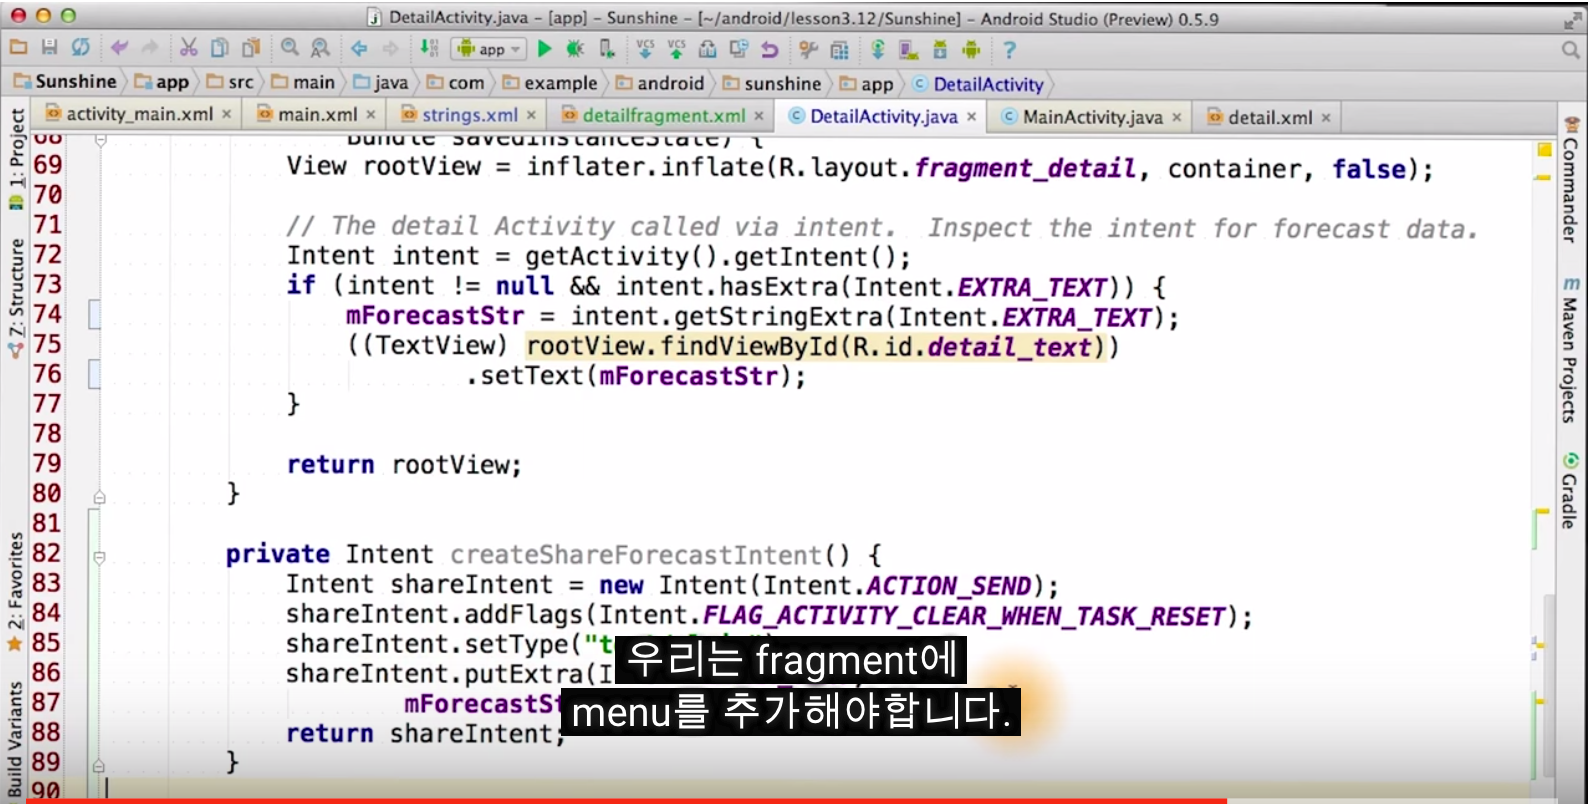 DetailActivity.java – [app] – Sunshine – [~/android/lesson3.12/Sunshine] – Android Studio (Preview) 0.5.9
app
Sunshine app src main java com example android sunshine app DetailActivity
activity_main.xml main.xml strings.xml detailfragment.xml DetailActivity.java MainActivity.java detail.xml
1: Project
Z: Structure
2: Favorites
Build Variants
68 Bundle savedInstanceState) {
69 View rootView = inflater.inflate(R.layout.fragment_detail, container, false);
70
71 // The detail Activity called via intent.  Inspect the intent for forecast data.
72 Intent intent = getActivity().getIntent();
73 if (intent != null && intent.hasExtra(Intent.EXTRA_TEXT)) {
74 mForecastStr = intent.getStringExtra(Intent.EXTRA_TEXT);
75 ((TextView) rootView.findViewById(R.id.detail_text))
76 .setText(mForecastStr);
77 }
78
79 return rootView;
80 }
81
82 private Intent createShareForecastIntent() {
83 Intent shareIntent = new Intent(Intent.ACTION_SEND);
84 shareIntent.addFlags(Intent.FLAG_ACTIVITY_CLEAR_WHEN_TASK_RESET);
85 shareIntent.setType("t
86 shareIntent.putExtra(I
87 mForecastSt
88 return shareIntent;
89 }
90
우리는 fragment에
menu를 추가해야합니다.
Commander
m Maven Projects
Gradle